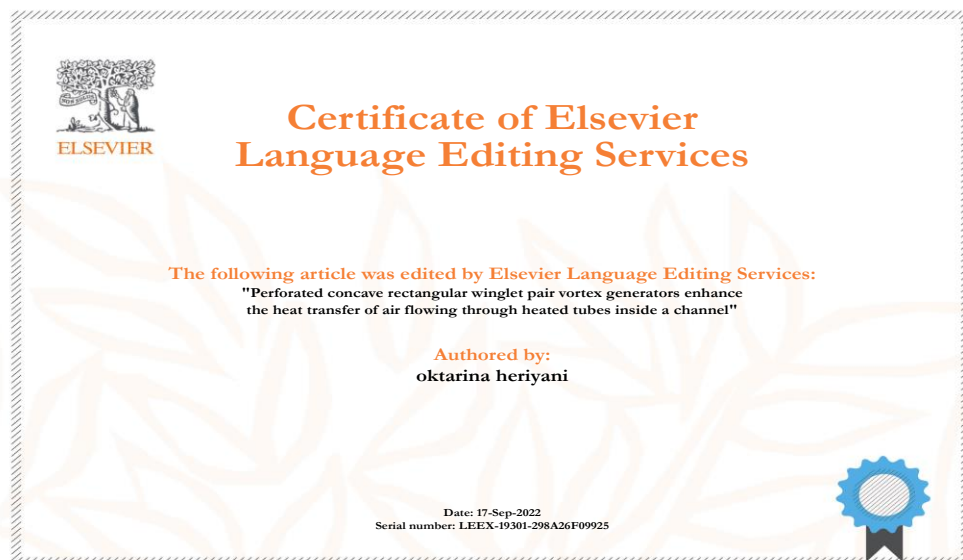 ELSEVIER
Certificate of Elsevier
Language Editing Services
The following article was edited by Elsevier Language Editing Services:
"Perforated concave rectangular winglet pair vortex generators enhance
the heat transfer of air flowing through heated tubes inside a channel"
Authored by:
oktarina heriyani
Date: 17-Sep-2022
Serial number: LEEX-19301-298A26F09925